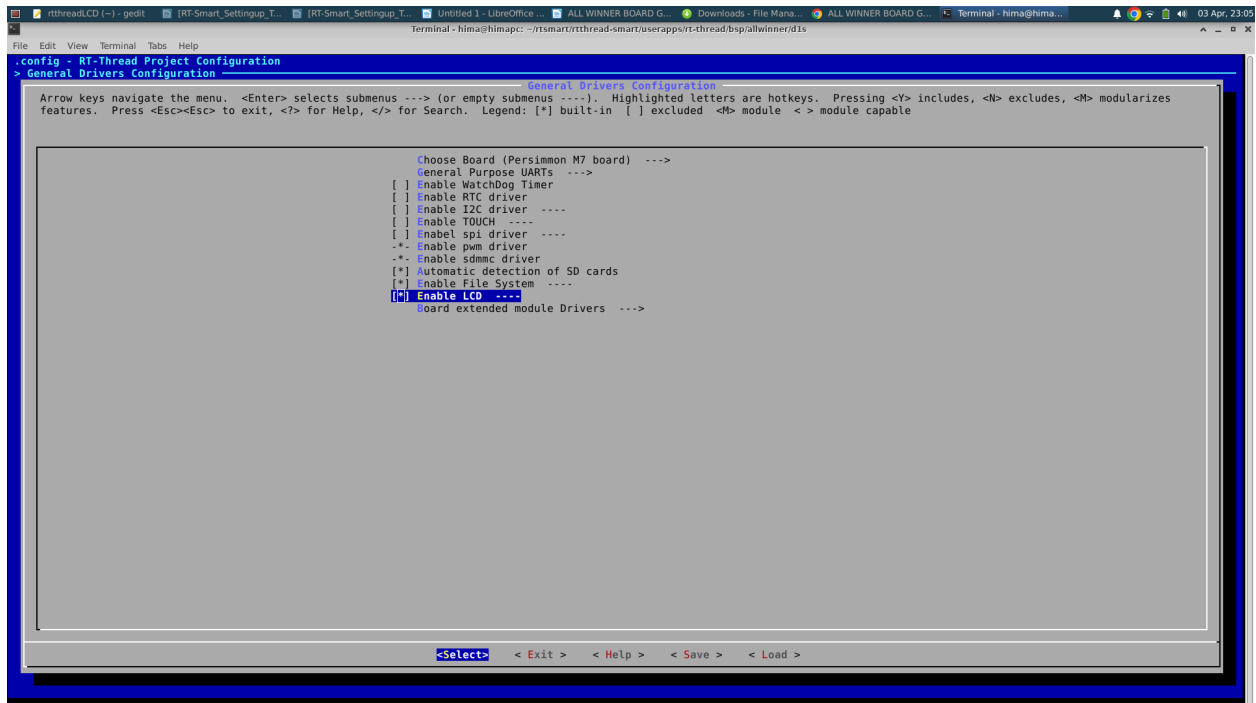 rtthreadLCD (~) - gedit [RT-Smart_Settingup_T... [RT-Smart_Settingup_T... Untitled 1 - LibreOffice ... ALL WINNER BOARD G... Downloads - File Mana... ALL WINNER BOARD G... Terminal - hima@hima... 03 Apr, 23:05
Terminal - hima@himapc: ~/rtsmart/rtthread-smart/userapps/rt-thread/bsp/allwinner/d1s
File Edit View Terminal Tabs Help
.config - RT-Thread Project Configuration
> General Drivers Configuration
General Drivers Configuration
Arrow keys navigate the menu. <Enter> selects submenus ---> (or empty submenus ----). Highlighted letters are hotkeys. Pressing <Y> includes, <N> excludes, <M> modularizes
features. Press <Esc><Esc> to exit, <?> for Help, </> for Search. Legend: [*] built-in [ ] excluded <M> module < > module capable
Choose Board (Persimmon M7 board) --->
General Purpose UARTs --->
[ ] Enable WatchDog Timer
[ ] Enable RTC driver
[ ] Enable I2C driver ----
[ ] Enable TOUCH ----
[ ] Enabel spi driver ----
-*- Enable pwm driver
-*- Enable sdmmc driver
[*] Automatic detection of SD cards
[*] Enable File System ----
[*] Enable LCD ----
Board extended module Drivers --->
<Select> < Exit > < Help > < Save > < Load >